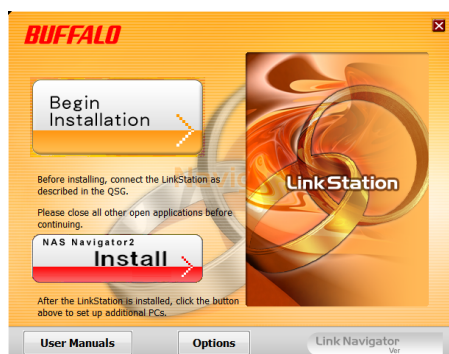 BUFFALO
Begin
Installation
Before installing, connect the LinkStation as
described in the QSG.
Please close all other open applications before
continuing.
NAS Navigator2
Install
After the LinkStation is installed, click the button
above to set up additional PCs.
LinkStation
User Manuals
Options
Link Navigator
Ver